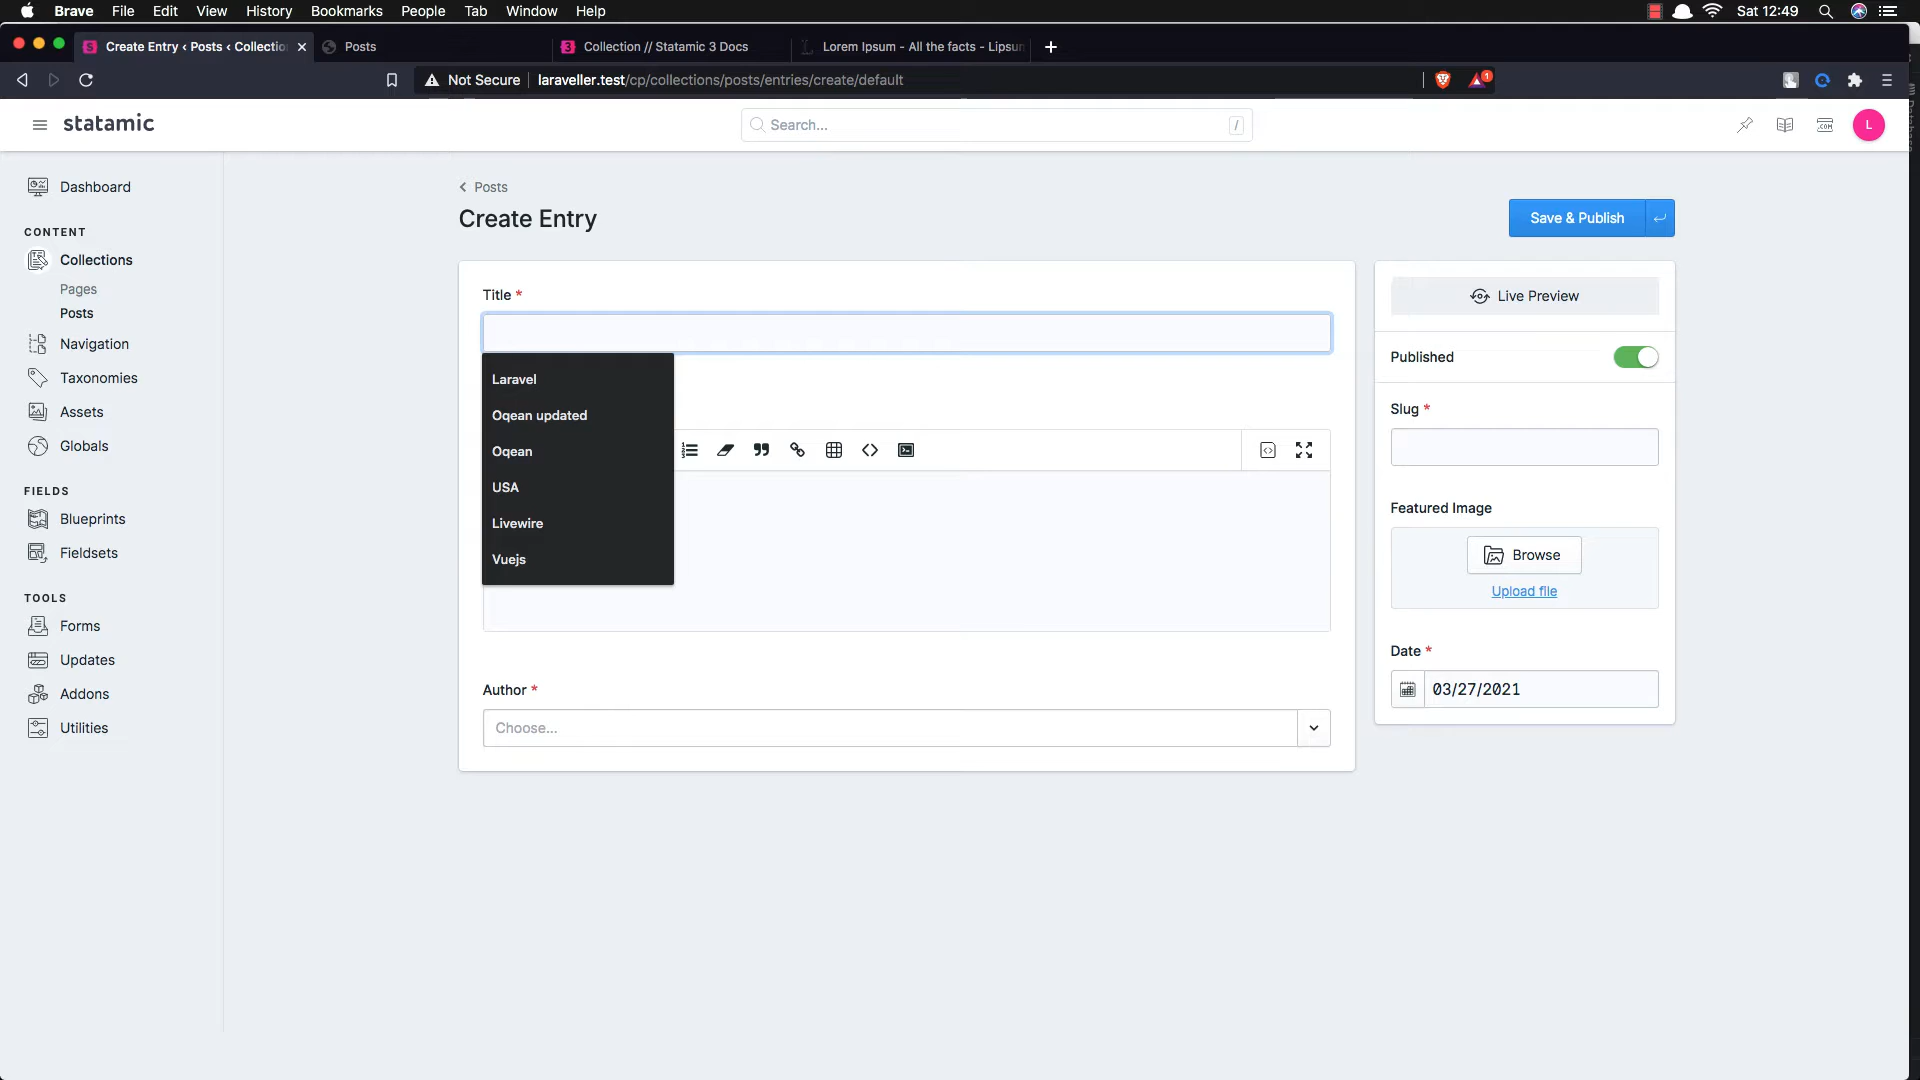 Brave File Edit View History Bookmarks People Tab Window Help Sat 12:49
Create Entry ‹ Posts ‹ Collectio Posts Collection // Statamic 3 Docs Lorem Ipsum - All the facts - Lipsum
Not Secure laraveller.test/cp/collections/posts/entries/create/default 1
statamic Search... / L
Dashboard
CONTENT
Collections
Pages
Posts
Navigation
Taxonomies
Assets
Globals
FIELDS
Blueprints
Fieldsets
TOOLS
Forms
Updates
Addons
Utilities
Posts
Create Entry
Save & Publish
Title *
Laravel
Oqean updated
Oqean
USA
Livewire
Vuejs
Author *
Choose...
Live Preview
Published
Slug *
Featured Image
Browse
Upload file
Date *
03/27/2021